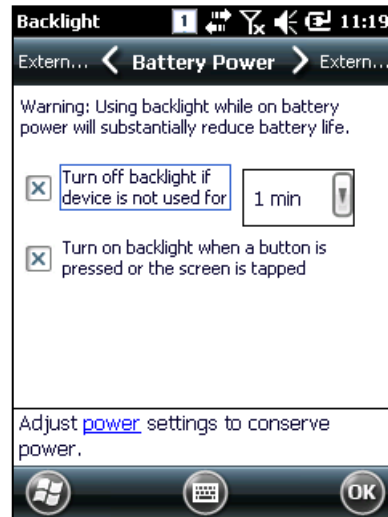 Backlight 1 11:19
Extern... Battery Power Extern...
Warning: Using backlight while on battery
power will substantially reduce battery life.
Turn off backlight if
device is not used for 1 min
Turn on backlight when a button is
pressed or the screen is tapped
Adjust power settings to conserve
power.
OK